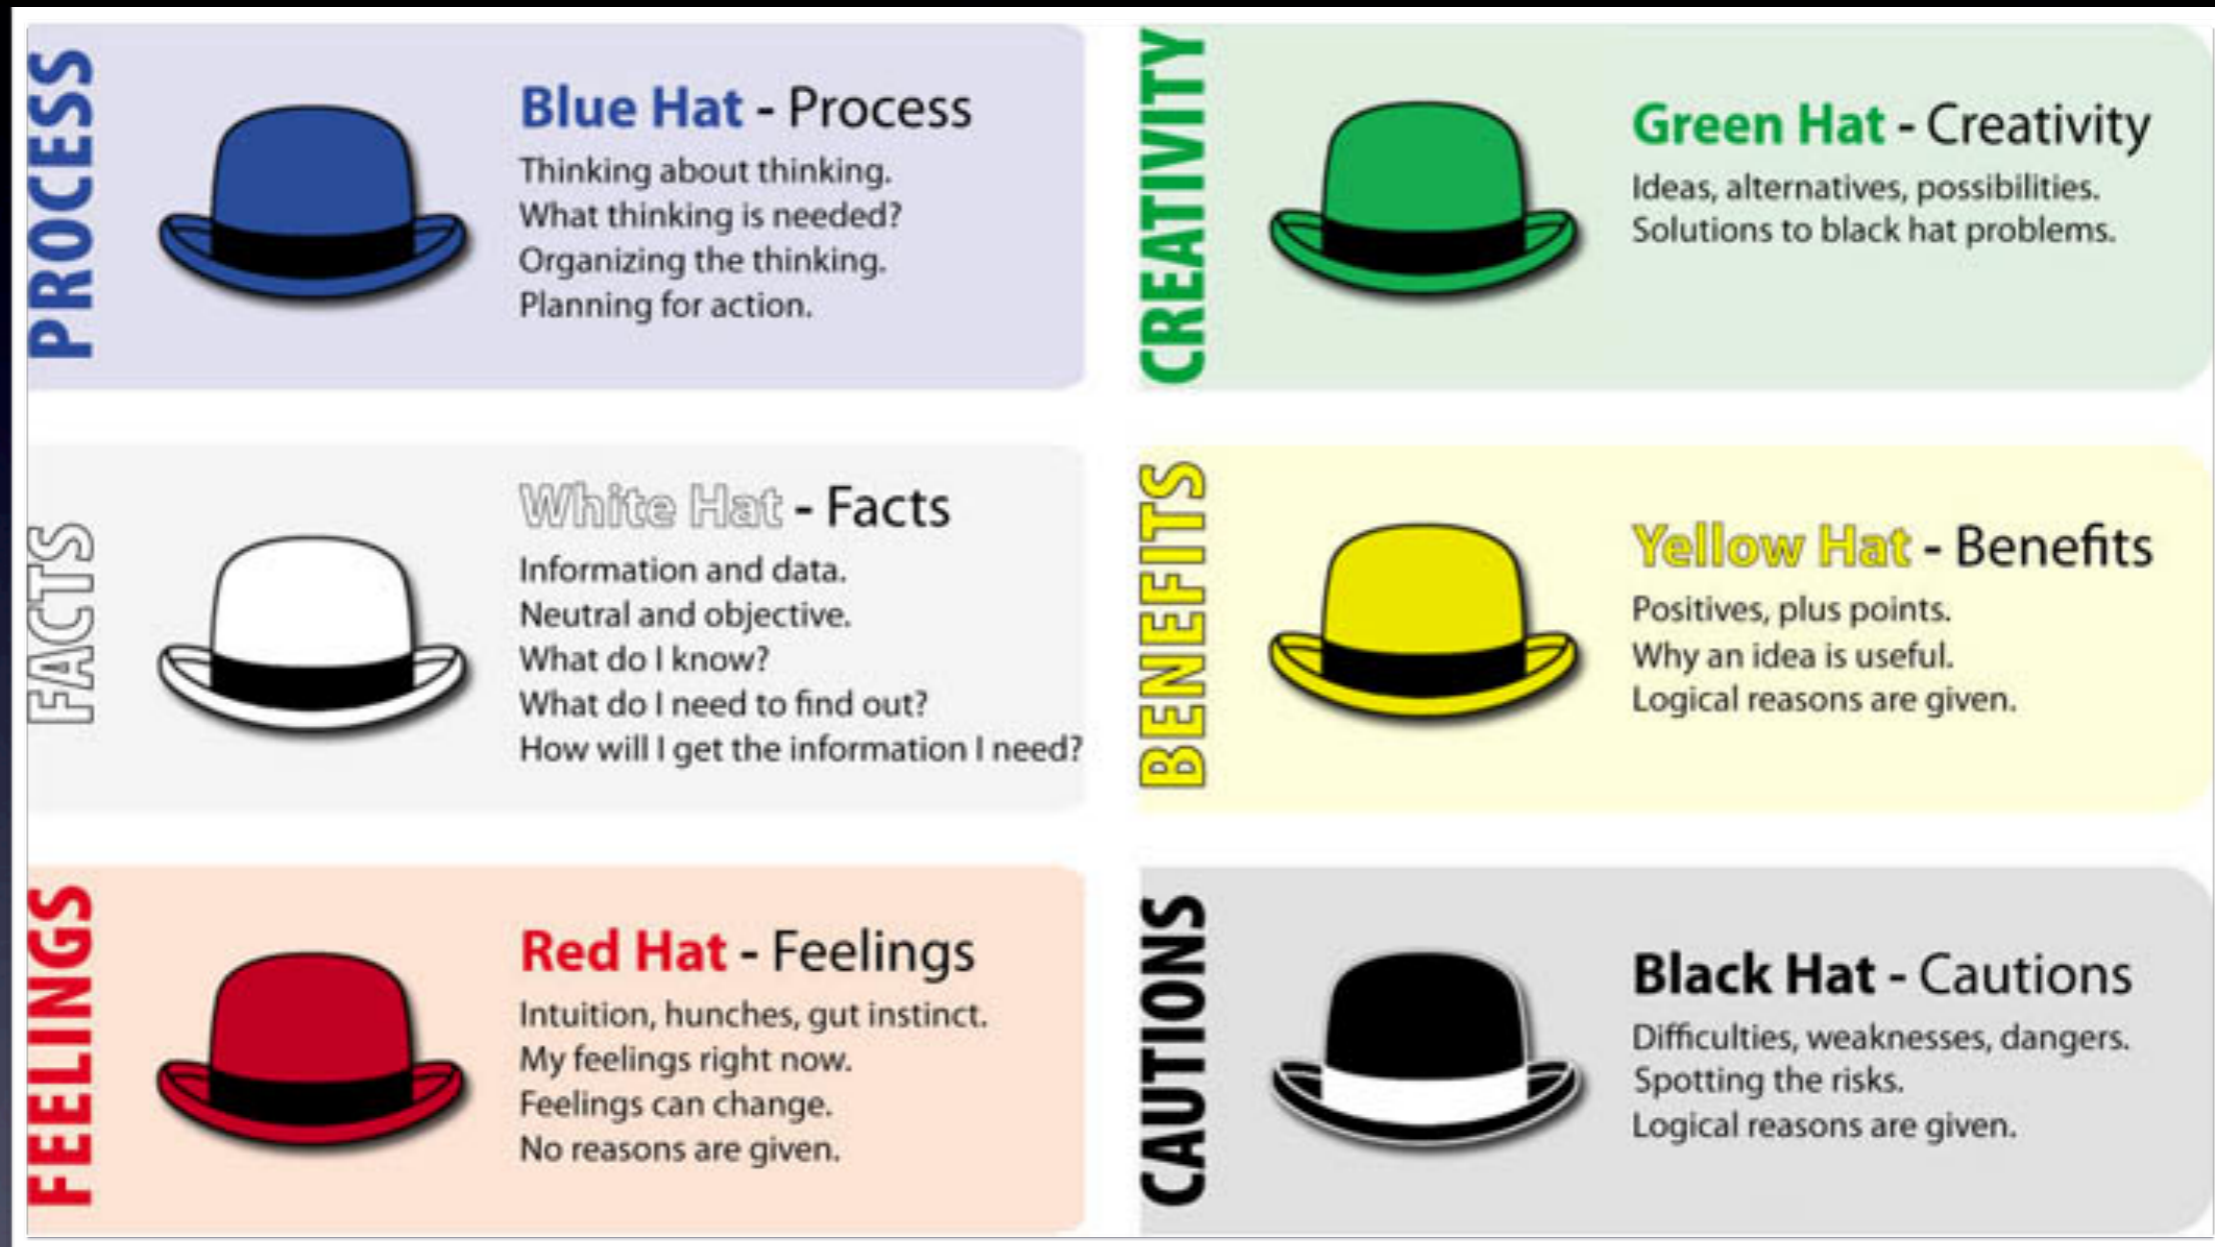 PROCESS
Blue Hat - Process
Thinking about thinking.
What thinking is needed?
Organizing the thinking.
Planning for action.
CREATIVITY
Green Hat - Creativity
Ideas, alternatives, possibilities.
Solutions to black hat problems.
FACTS
White Hat - Facts
Information and data.
Neutral and objective.
What do I know?
What do I need to find out?
How will I get the information I need?
BENEFITS
Yellow Hat - Benefits
Positives, plus points.
Why an idea is useful.
Logical reasons are given.
FEELINGS
Red Hat - Feelings
Intuition, hunches, gut instinct.
My feelings right now.
Feelings can change.
No reasons are given.
CAUTIONS
Black Hat - Cautions
Difficulties, weaknesses, dangers.
Spotting the risks.
Logical reasons are given.